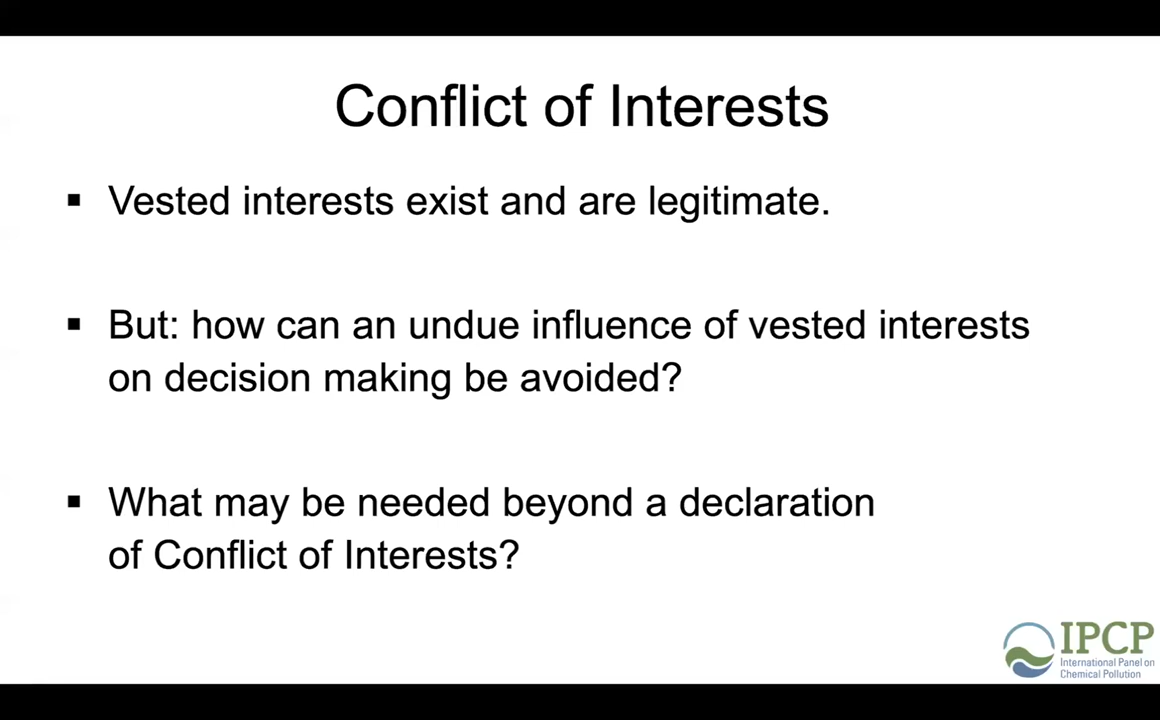 Conflict of Interests
▪ Vested interests exist and are legitimate.
▪ But: how can an undue influence of vested interests
on decision making be avoided?
▪ What may be needed beyond a declaration
of Conflict of Interests?
IPCP
International Panel on
Chemical Pollution